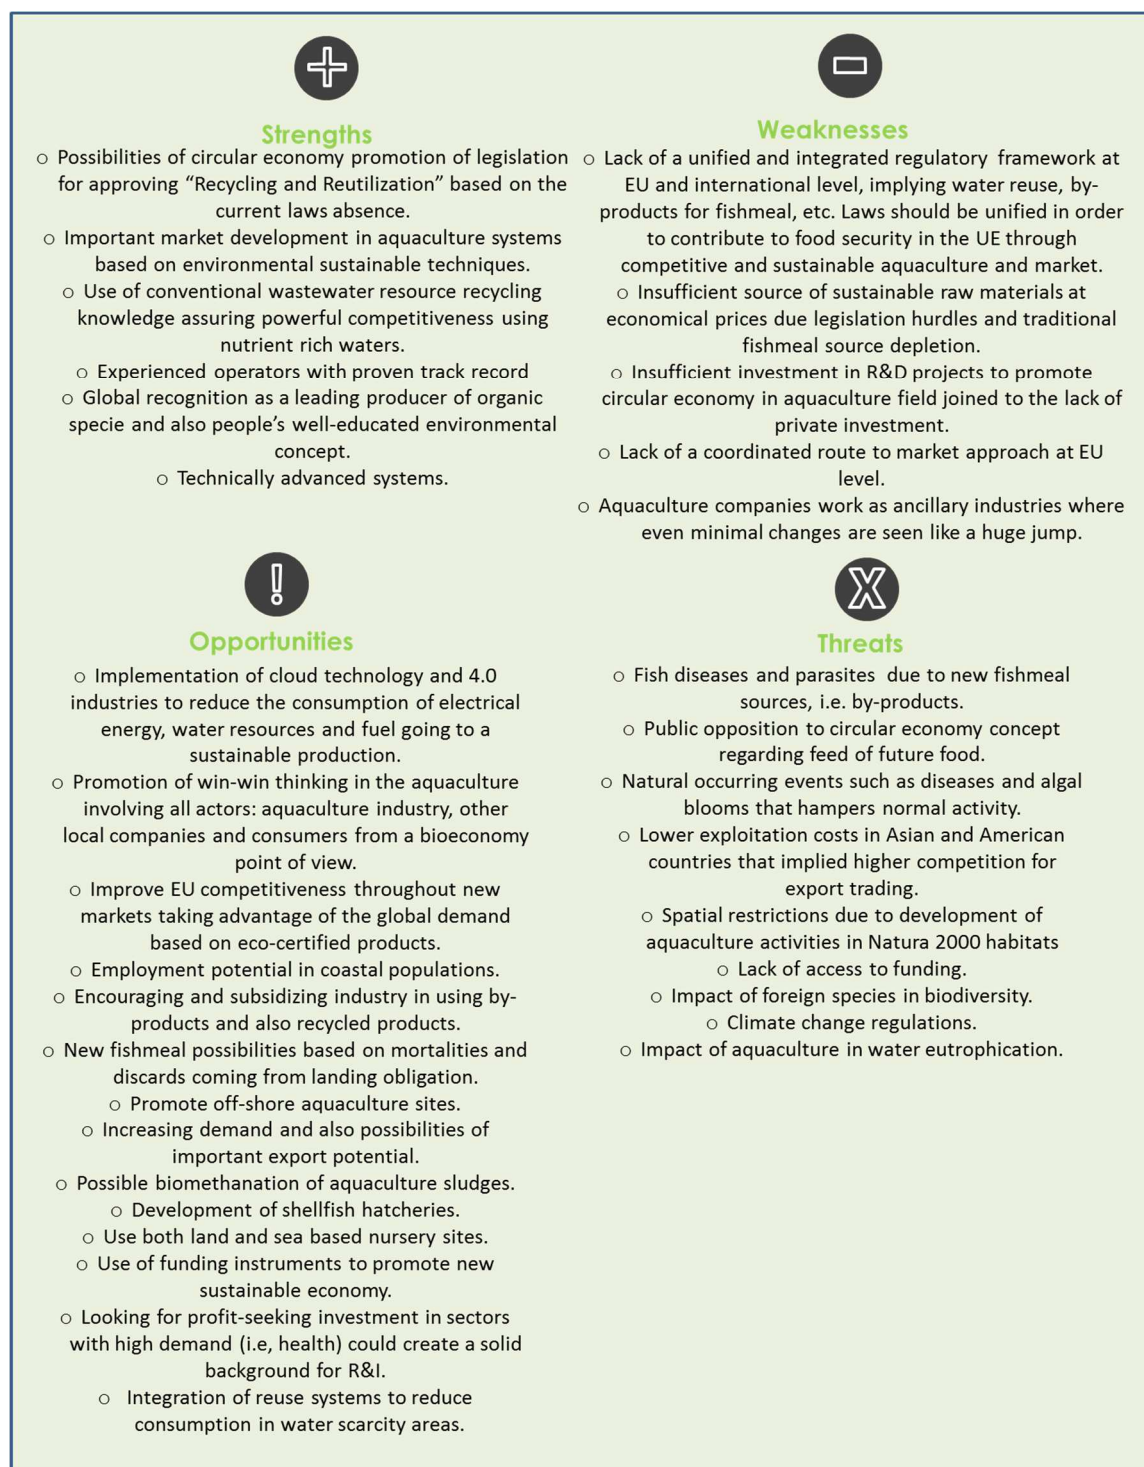 Strengths
○ Possibilities of circular economy promotion of legislation
for approving “Recycling and Reutilization” based on the
current laws absence.
○ Important market development in aquaculture systems
based on environmental sustainable techniques.
○ Use of conventional wastewater resource recycling
knowledge assuring powerful competitiveness using
nutrient rich waters.
○ Experienced operators with proven track record
○ Global recognition as a leading producer of organic
specie and also people’s well-educated environmental
concept.
○ Technically advanced systems.
Weaknesses
○ Lack of a unified and integrated regulatory framework at
EU and international level, implying water reuse, by-
products for fishmeal, etc. Laws should be unified in order
to contribute to food security in the UE through
competitive and sustainable aquaculture and market.
○ Insufficient source of sustainable raw materials at
economical prices due legislation hurdles and traditional
fishmeal source depletion.
○ Insufficient investment in R&D projects to promote
circular economy in aquaculture field joined to the lack of
private investment.
○ Lack of a coordinated route to market approach at EU
level.
○ Aquaculture companies work as ancillary industries where
even minimal changes are seen like a huge jump.
Opportunities
○ Implementation of cloud technology and 4.0
industries to reduce the consumption of electrical
energy, water resources and fuel going to a
sustainable production.
○ Promotion of win-win thinking in the aquaculture
involving all actors: aquaculture industry, other
local companies and consumers from a bioeconomy
point of view.
○ Improve EU competitiveness throughout new
markets taking advantage of the global demand
based on eco-certified products.
○ Employment potential in coastal populations.
○ Encouraging and subsidizing industry in using by-
products and also recycled products.
○ New fishmeal possibilities based on mortalities and
discards coming from landing obligation.
○ Promote off-shore aquaculture sites.
○ Increasing demand and also possibilities of
important export potential.
○ Possible biomethanation of aquaculture sludges.
○ Development of shellfish hatcheries.
○ Use both land and sea based nursery sites.
○ Use of funding instruments to promote new
sustainable economy.
○ Looking for profit-seeking investment in sectors
with high demand (i.e, health) could create a solid
background for R&I.
○ Integration of reuse systems to reduce
consumption in water scarcity areas.
Threats
○ Fish diseases and parasites due to new fishmeal
sources, i.e. by-products.
○ Public opposition to circular economy concept
regarding feed of future food.
○ Natural occurring events such as diseases and algal
blooms that hampers normal activity.
○ Lower exploitation costs in Asian and American
countries that implied higher competition for
export trading.
○ Spatial restrictions due to development of
aquaculture activities in Natura 2000 habitats
○ Lack of access to funding.
○ Impact of foreign species in biodiversity.
○ Climate change regulations.
○ Impact of aquaculture in water eutrophication.